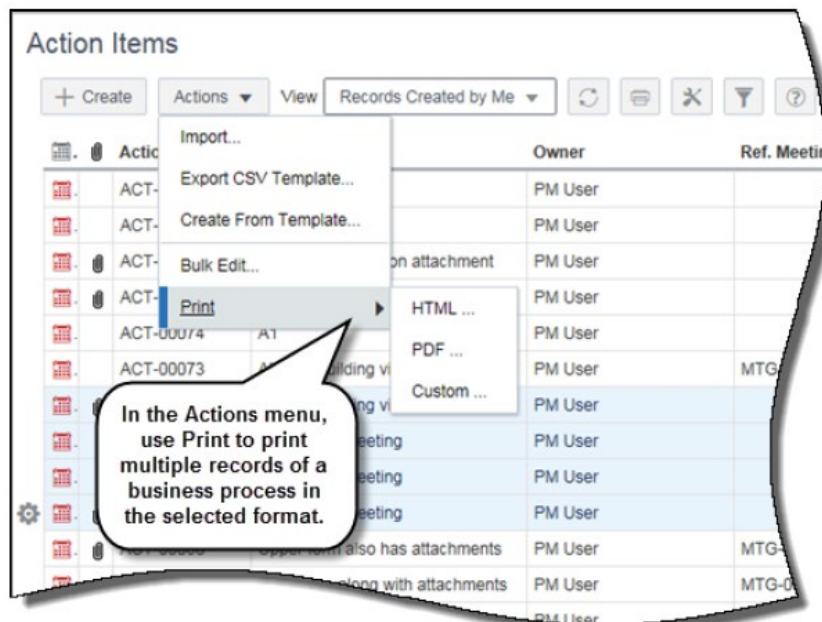 Action Items
+ Create Actions View Records Created by Me
Import...
Owner Ref. Meetin
Export CSV Template...
ACT- PM User
Create From Template...
ACT- PM User
Bulk Edit...
ACT- on attachment PM User
Print
ACT- PM User
HTML ...
ACT-00074 A1 PM User
PDF ...
ACT-00073 ilding vi PM User MTG-
Custom ...
ng vi PM User
In the Actions menu,
use Print to print
multiple records of a
business process in
the selected format.
eeting PM User
eeting PM User
eeting PM User
also has attachments PM User MTG-
along with attachments PM User MTG-0
PM User